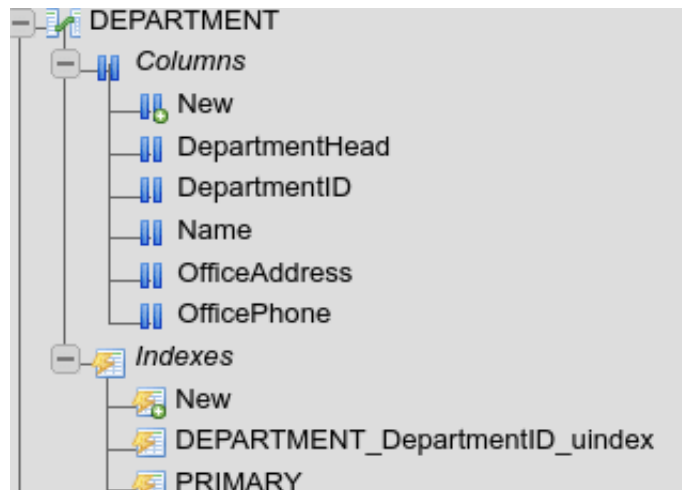 DEPARTMENT
Columns
New
DepartmentHead
DepartmentID
Name
OfficeAddress
OfficePhone
Indexes
New
DEPARTMENT_DepartmentID_uindex
PRIMARY